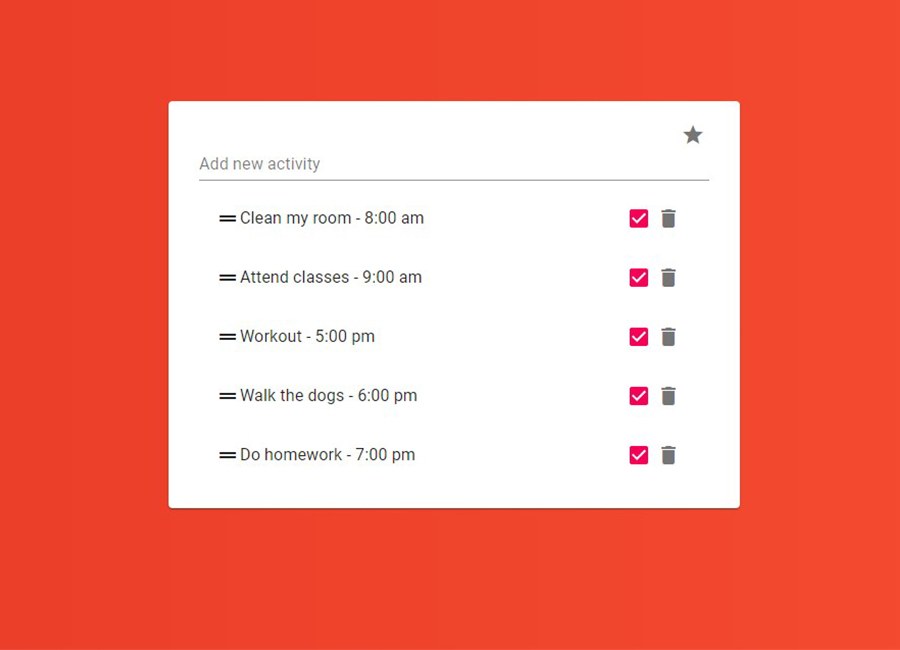 Add new activity
Clean my room - 8:00 am
Attend classes - 9:00 am
Workout - 5:00 pm
Walk the dogs - 6:00 pm
Do homework - 7:00 pm